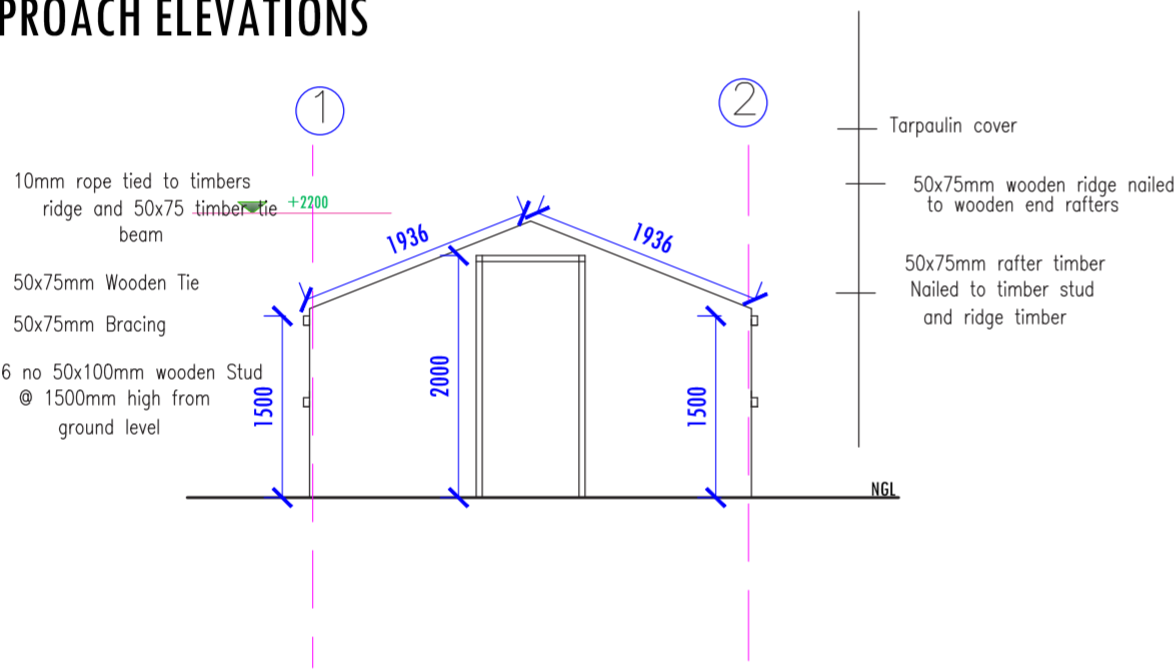 PROACH ELEVATIONS
1
2
10mm rope tied to timbers
ridge and 50x75 timber tie
beam
+2200
50x75mm Wooden Tie
50x75mm Bracing
6 no 50x100mm wooden Stud
@ 1500mm high from
ground level
1936
1936
1500
2000
1500
Tarpaulin cover
50x75mm wooden ridge nailed
to wooden end rafters
50x75mm rafter timber
Nailed to timber stud
and ridge timber
NGL